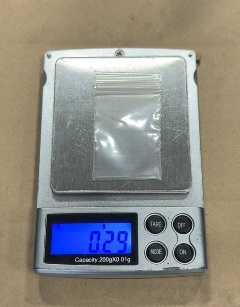 0.29
Capacity:200gX0.01g
TARE
OFF
MODE
ON